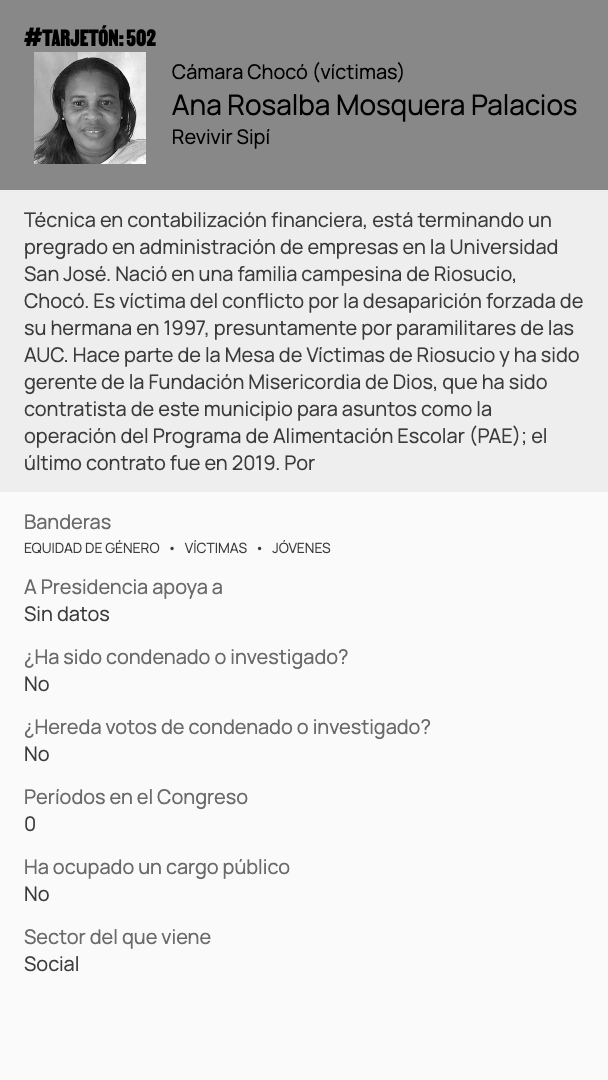 #TARJETÓN: 502
Cámara Chocó (víctimas)
Ana Rosalba Mosquera Palacios
Revivir Sipí
Técnica en contabilización financiera, está terminando un
pregrado en administración de empresas en la Universidad
San José. Nació en una familia campesina de Riosucio,
Chocó. Es víctima del conflicto por la desaparición forzada de
su hermana en 1997, presuntamente por paramilitares de las
AUC. Hace parte de la Mesa de Víctimas de Riosucio y ha sido
gerente de la Fundación Misericordia de Dios, que ha sido
contratista de este municipio para asuntos como la
operación del Programa de Alimentación Escolar (PAE); el
último contrato fue en 2019. Por
Banderas
EQUIDAD DE GÉNERO • VÍCTIMAS • JÓVENES
A Presidencia apoya a
Sin datos
¿Ha sido condenado o investigado?
No
¿Hereda votos de condenado o investigado?
No
Períodos en el Congreso
0
Ha ocupado un cargo público
No
Sector del que viene
Social